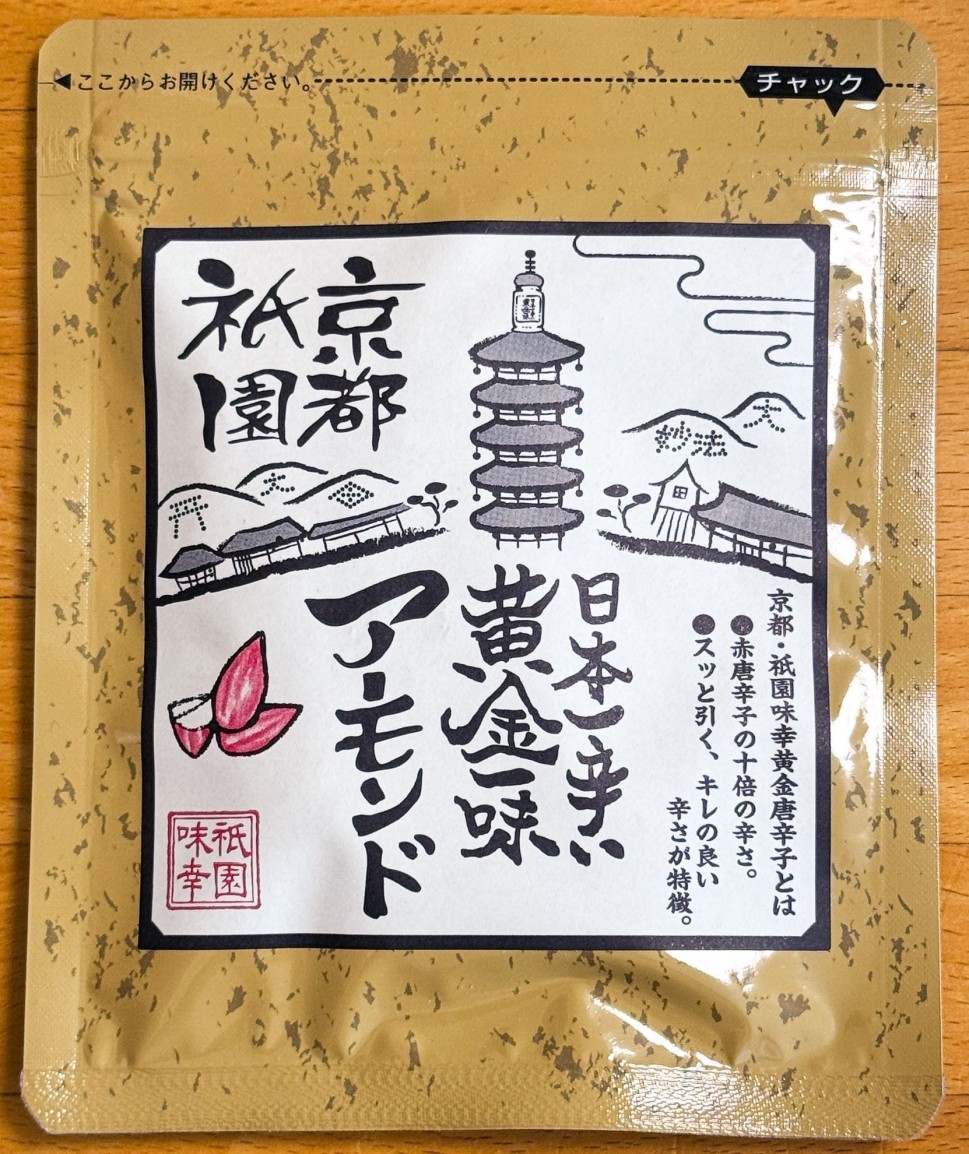 ここからお開けください。
チャック
京都
祇園
妙法
大
大
日本一辛い
黄金一味
アーモンド
京都・祇園味幸黄金唐辛子とは
●赤唐辛子の十倍の辛さ。
●スッと引く、キレの良い
辛さが特徴。
祇園
味幸